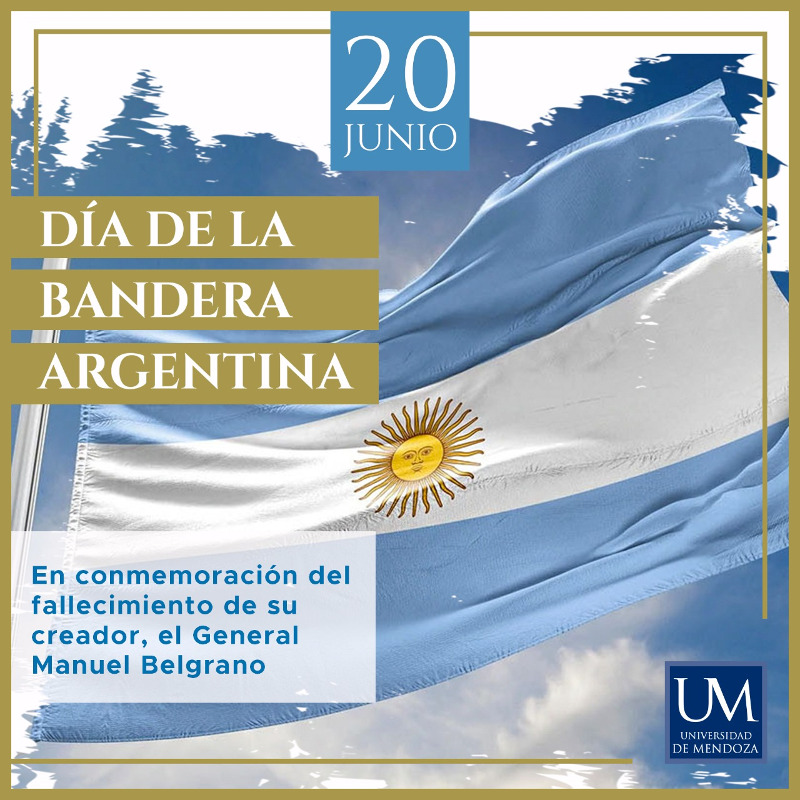 20
JUNIO
DÍA DE LA
BANDERA
ARGENTINA
En conmemoración del
fallecimiento de su
creador, el General
Manuel Belgrano
UM
UNIVERSIDAD
DE MENDOZA